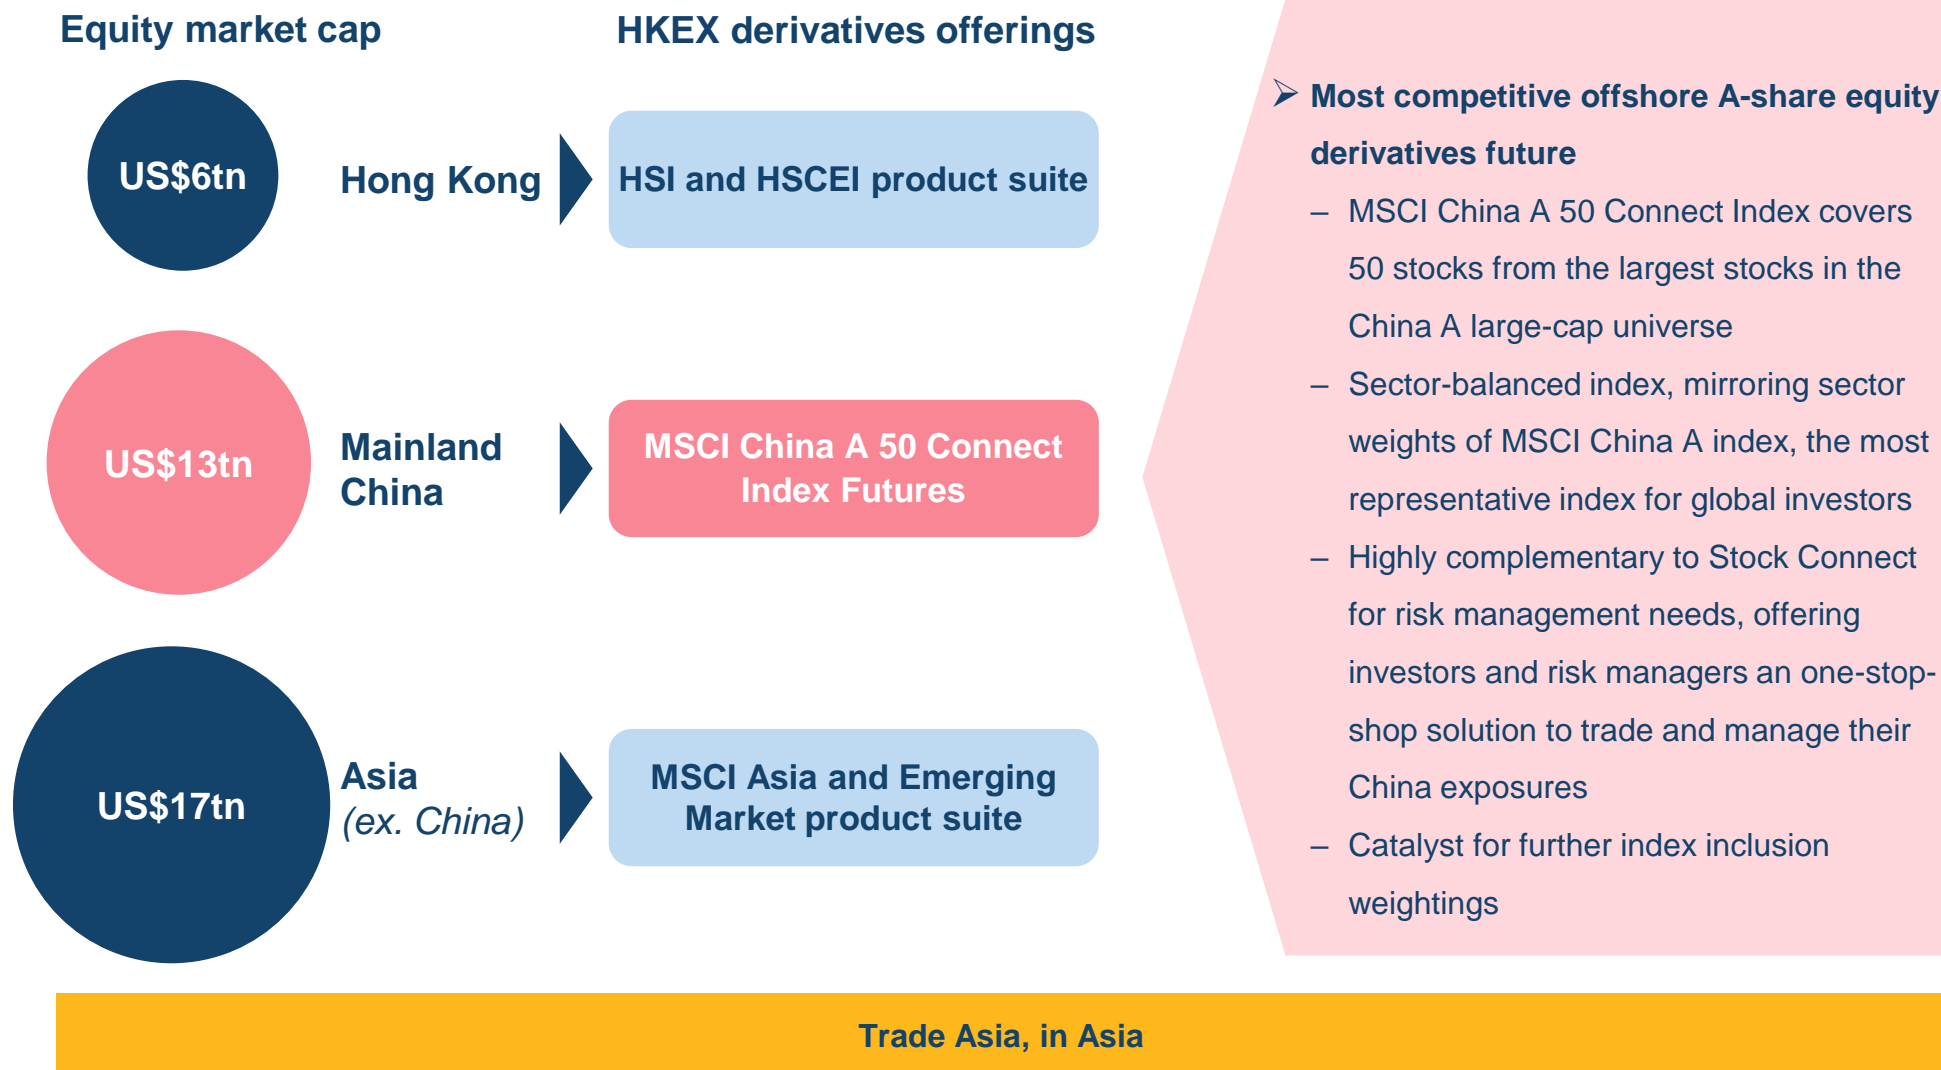 Equity market cap
HKEX derivatives offerings
US$6tn
Hong Kong
HSI and HSCEI product suite
US$13tn
Mainland
China
MSCI China A 50 Connect
Index Futures
US$17tn
Asia
(ex. China)
MSCI Asia and Emerging
Market product suite
➢ Most competitive offshore A-share equity
derivatives future
– MSCI China A 50 Connect Index covers
50 stocks from the largest stocks in the
China A large-cap universe
– Sector-balanced index, mirroring sector
weights of MSCI China A index, the most
representative index for global investors
– Highly complementary to Stock Connect
for risk management needs, offering
investors and risk managers an one-stop-
shop solution to trade and manage their
China exposures
– Catalyst for further index inclusion
weightings
Trade Asia, in Asia